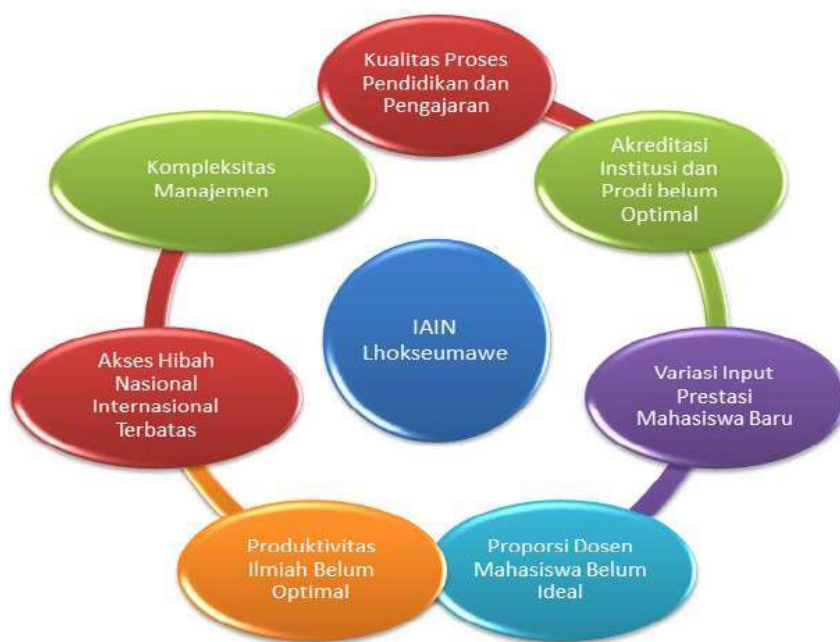 Kualitas Proses
Pendidikan dan
Pengajaran
Akreditasi
Institusi dan
Prodi belum
Optimal
Variasi Input
Prestasi
Mahasiswa Baru
Proporsi Dosen
Mahasiswa Belum
Ideal
Produktivitas
Ilmiah Belum
Optimal
Akses Hibah
Nasional
Internasional
Terbatas
Kompleksitas
Manajemen
IAIN
Lhokseumawe